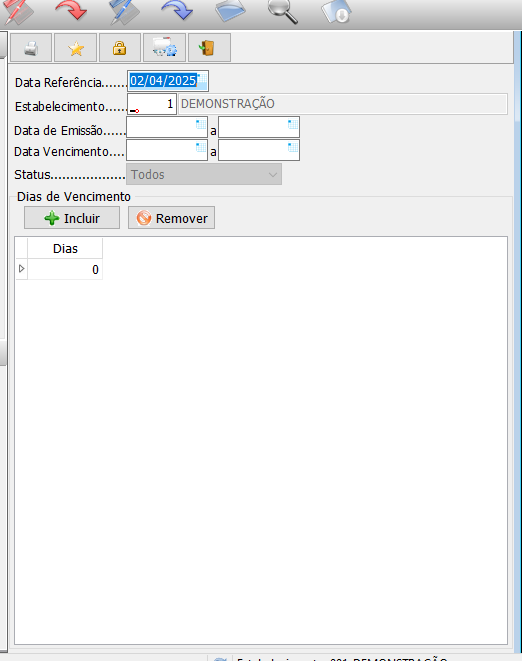 Data Referência...... 02/04/2025
Estabelecimento..... 1 DEMONSTRAÇÃO
Data de Emissão...... a
Data Vencimento..... a
Status................... Todos
Dias de Vencimento
Incluir Remover
Dias
0